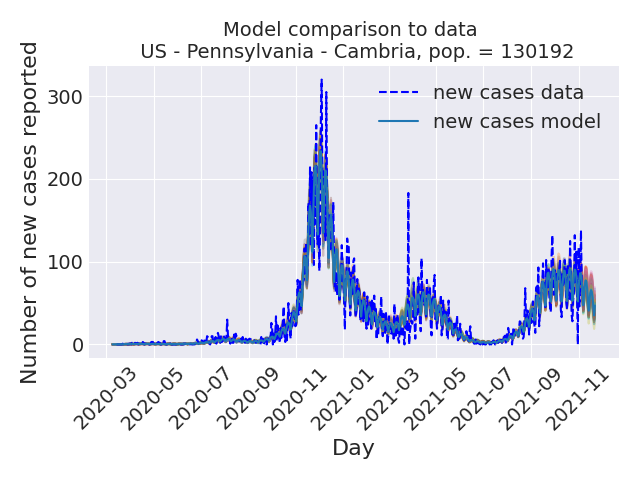 Model comparison to data
US - Pennsylvania - Cambria, pop. = 130192
Number of new cases reported
300
200
100
0
new cases data
new cases model
2020-03
2020-05
2020-07
2020-09
2020-11
2021-01
2021-03
2021-05
2021-07
2021-09
2021-11
Day